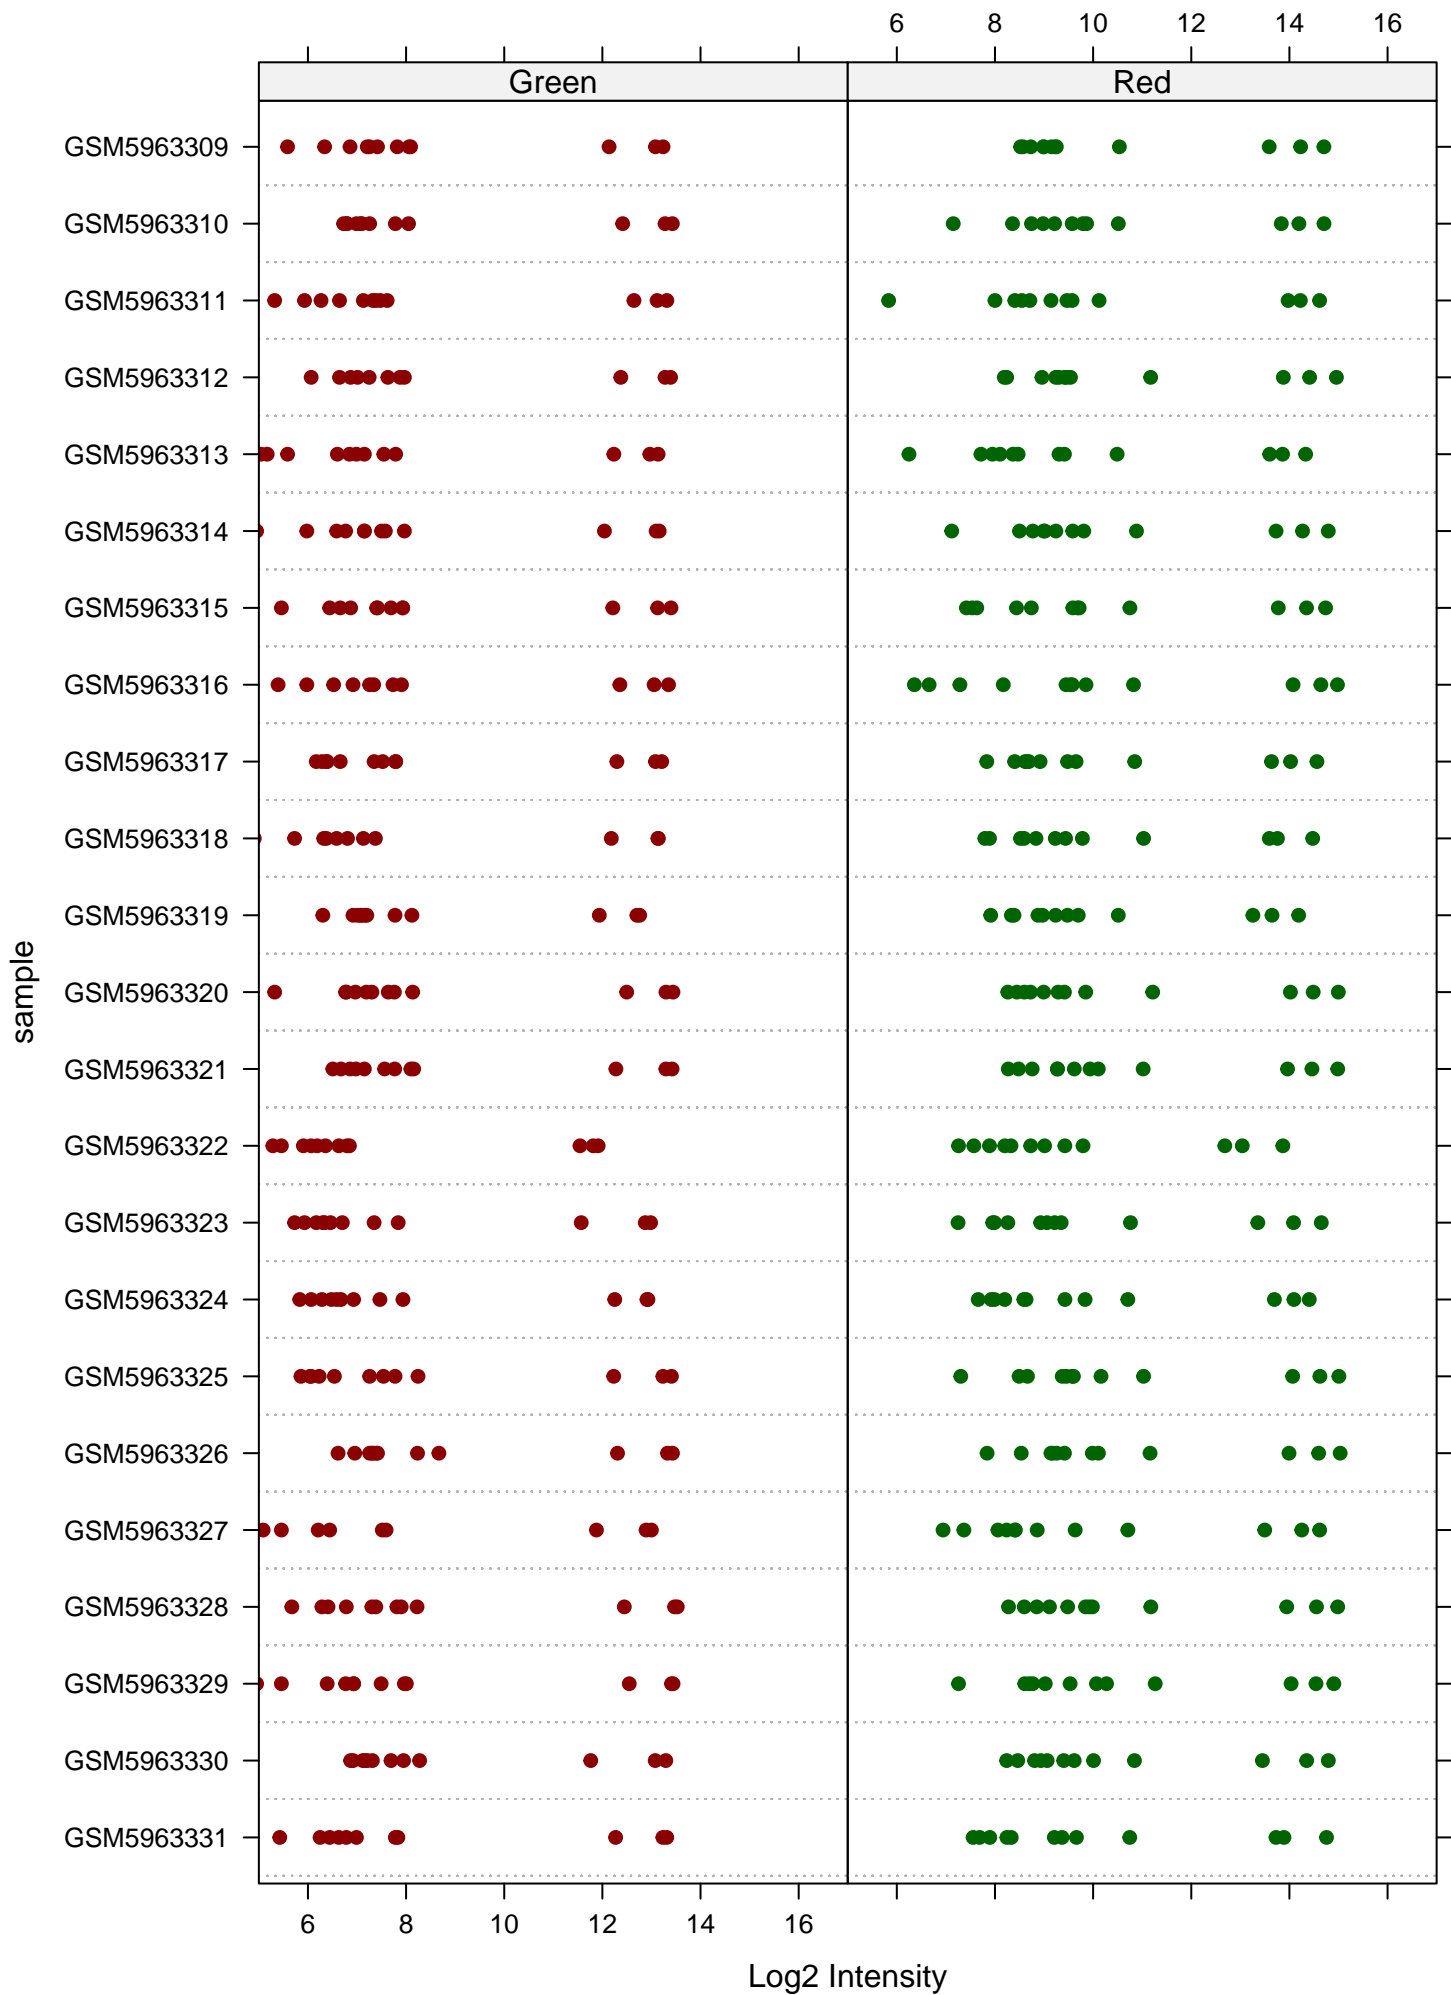 6 8 10 12 14 16
Green Red
GSM5963309
GSM5963310
GSM5963311
GSM5963312
GSM5963313
GSM5963314
GSM5963315
GSM5963316
GSM5963317
GSM5963318
GSM5963319
GSM5963320
GSM5963321
GSM5963322
GSM5963323
GSM5963324
GSM5963325
GSM5963326
GSM5963327
GSM5963328
GSM5963329
GSM5963330
GSM5963331
sample
6 8 10 12 14 16
Log2 Intensity